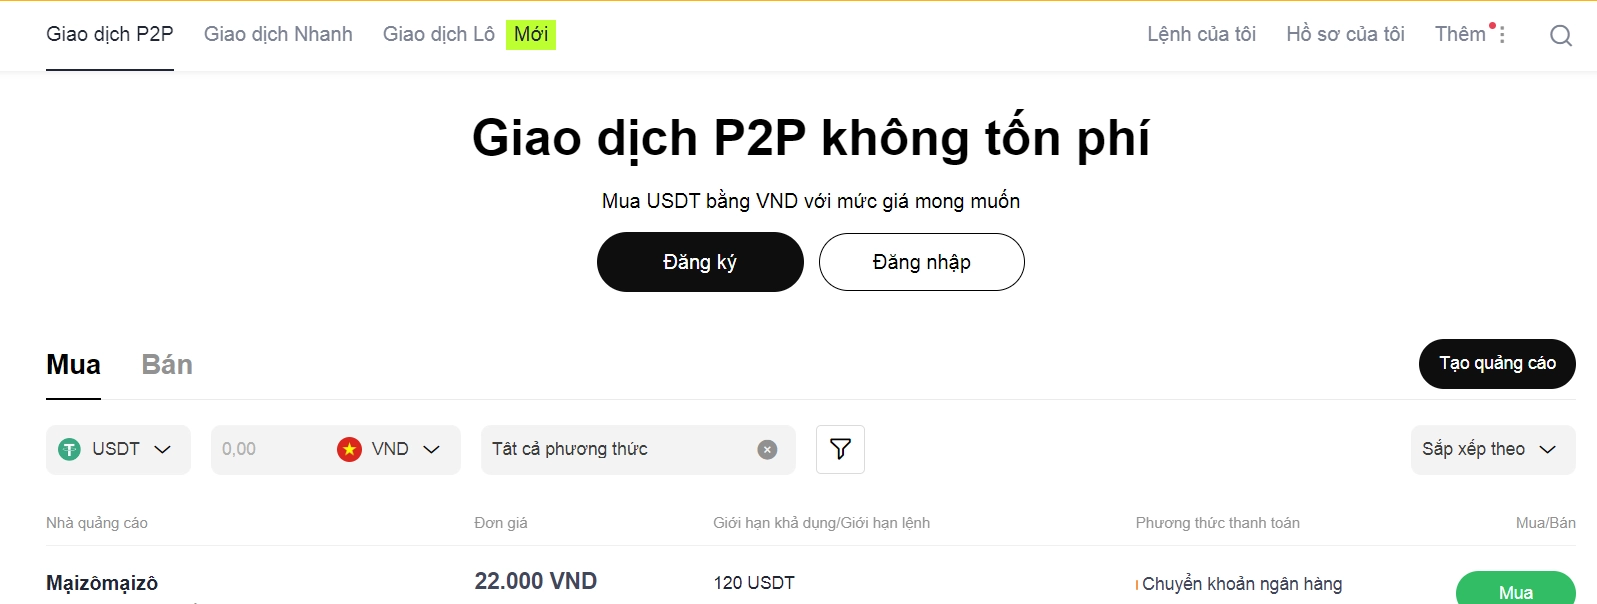 Giao dịch P2P Giao dịch Nhanh Giao dịch Lô Mới Lệnh của tôi Hồ sơ của tôi Thêm
Giao dịch P2P không tốn phí
Mua USDT bằng VND với mức giá mong muốn
Đăng ký Đăng nhập
Mua Bán Tạo quảng cáo
USDT 0,00 VND Tât cả phương thức Sắp xếp theo
Nhà quảng cáo Đơn giá Giới hạn khả dụng/Giới hạn lệnh Phương thức thanh toán Mua/Bán
Mạizômạizô 22.000 VND 120 USDT Chuyển khoản ngân hàng Mua